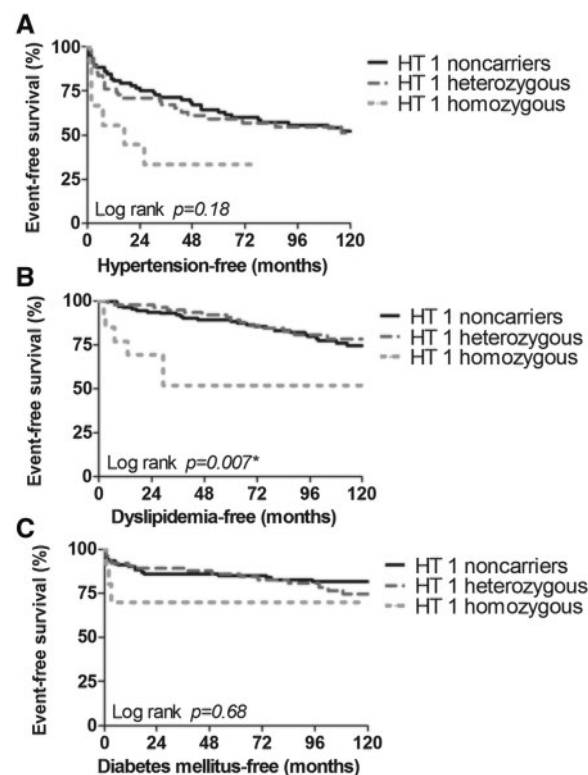 A
Event-free survival (%)
100
75
50
25
0
0 24 48 72 96 120
Log rank p=0.18
Hypertension-free (months)
HT 1 noncarriers
HT 1 heterozygous
HT 1 homozygous
B
Event-free survival (%)
100
75
50
25
0
0 24 48 72 96 120
Log rank p=0.007*
Dyslipidemia-free (months)
HT 1 noncarriers
HT 1 heterozygous
HT 1 homozygous
C
Event-free survival (%)
100
75
50
25
0
0 24 48 72 96 120
Log rank p=0.68
Diabetes mellitus-free (months)
HT 1 noncarriers
HT 1 heterozygous
HT 1 homozygous